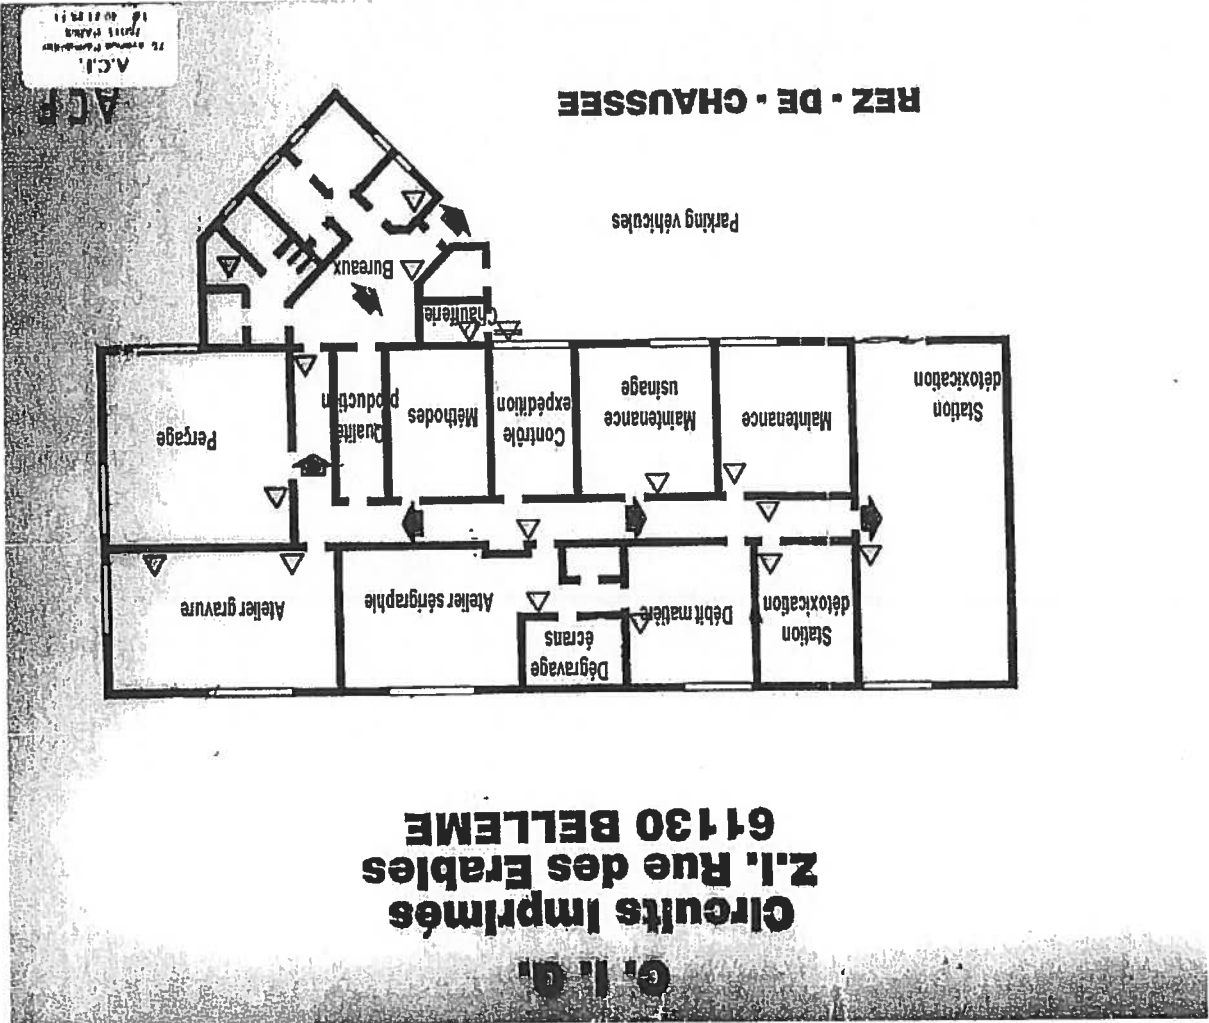 Circuits Imprimés
Z.I. Rue des Erables
61130 BELLEME
Dégravage
écrans
Station
détoxication
Débit matière
Atelier sérigraphie
Atelier gravure
Station
détoxication
Maintenance
Maintenance
usinage
Contrôle
expédition
Méthodes
Qualité
production
Perçage
Chaufferie
Bureaux
Parking véhicules
REZ - DE - CHAUSSEE
A.C.I.